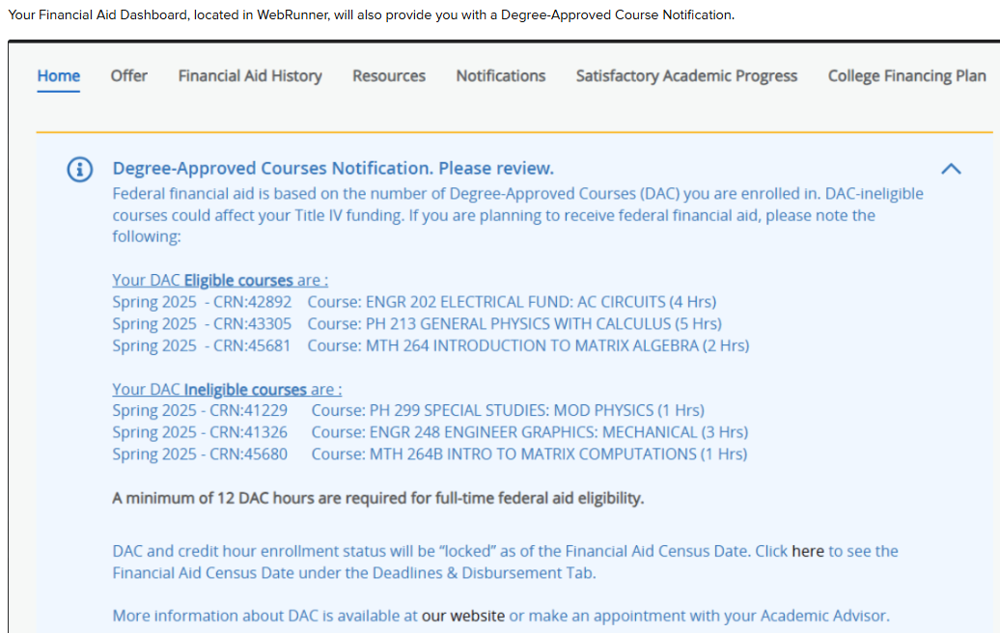 Your Financial Aid Dashboard, located in WebRunner, will also provide you with a Degree-Approved Course Notification.
Home Offer Financial Aid History Resources Notifications Satisfactory Academic Progress College Financing Plan
Degree-Approved Courses Notification. Please review.
Federal financial aid is based on the number of Degree-Approved Courses (DAC) you are enrolled in. DAC-ineligible
courses could affect your Title IV funding. If you are planning to receive federal financial aid, please note the
following:
Your DAC Eligible courses are :
Spring 2025 - CRN:42892 Course: ENGR 202 ELECTRICAL FUND: AC CIRCUITS (4 Hrs)
Spring 2025 - CRN:43305 Course: PH 213 GENERAL PHYSICS WITH CALCULUS (5 Hrs)
Spring 2025 - CRN:45681 Course: MTH 264 INTRODUCTION TO MATRIX ALGEBRA (2 Hrs)
Your DAC Ineligible courses are :
Spring 2025 - CRN:41229 Course: PH 299 SPECIAL STUDIES: MOD PHYSICS (1 Hrs)
Spring 2025 - CRN:41326 Course: ENGR 248 ENGINEER GRAPHICS: MECHANICAL (3 Hrs)
Spring 2025 - CRN:45680 Course: MTH 264B INTRO TO MATRIX COMPUTATIONS (1 Hrs)
A minimum of 12 DAC hours are required for full-time federal aid eligibility.
DAC and credit hour enrollment status will be “locked” as of the Financial Aid Census Date. Click here to see the
Financial Aid Census Date under the Deadlines & Disbursement Tab.
More information about DAC is available at our website or make an appointment with your Academic Advisor.